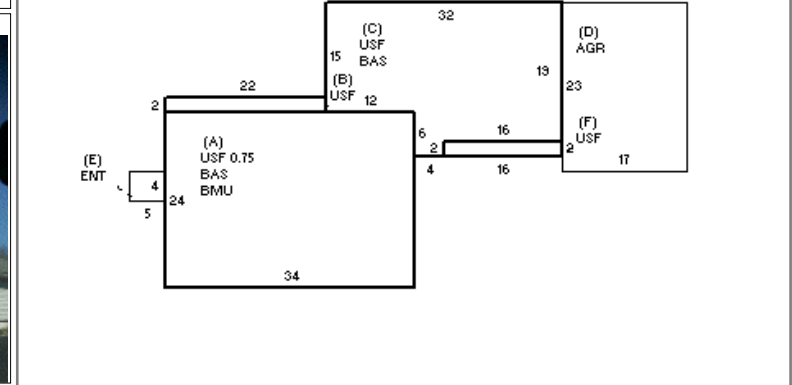 32
(C)
USF
BAS
(D)
AGR
15
19
23
22
(B)
USF
12
2
(F)
USF
6
16
2
2
17
(A)
USF 0.75
BAS
BMU
(E)
ENT
4
16
4
24
5
34